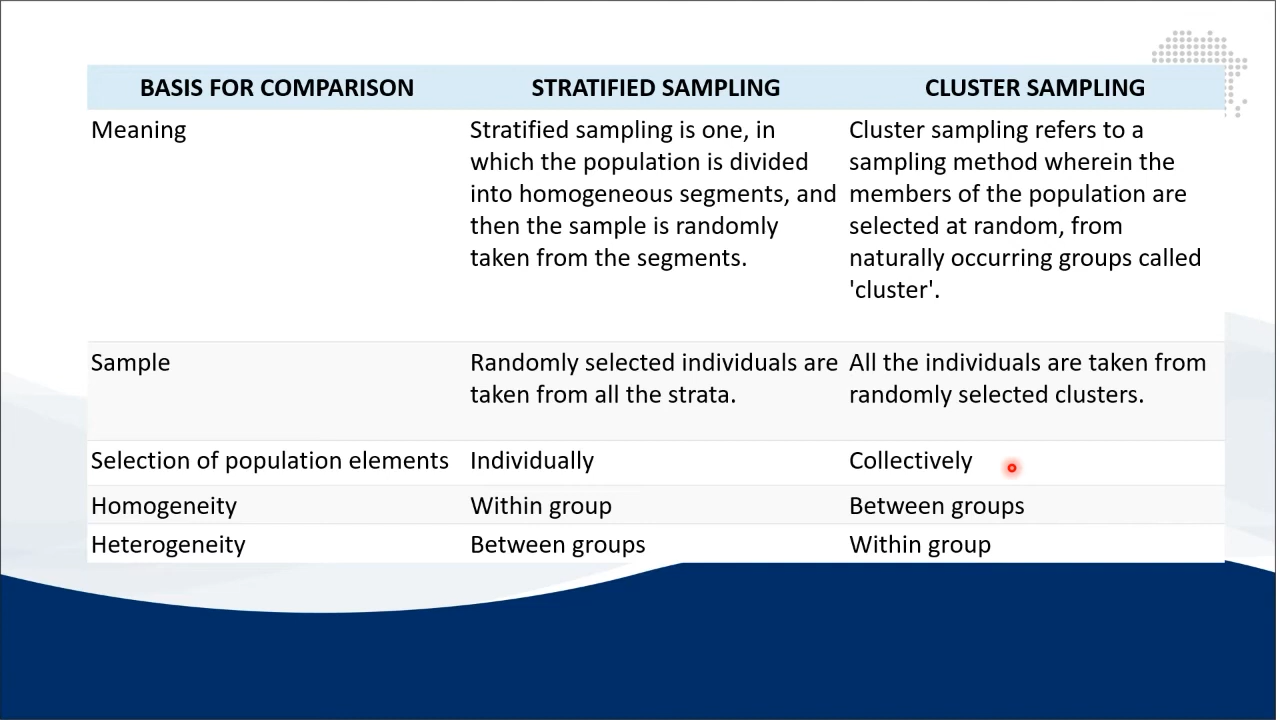 BASIS FOR COMPARISON STRATIFIED SAMPLING CLUSTER SAMPLING
Meaning
Stratified sampling is one, in
which the population is divided
into homogeneous segments, and
then the sample is randomly
taken from the segments.
Cluster sampling refers to a
sampling method wherein the
members of the population are
selected at random, from
naturally occurring groups called
'cluster'.
Sample
Randomly selected individuals are
taken from all the strata.
All the individuals are taken from
randomly selected clusters.
Selection of population elements Individually Collectively
Homogeneity Within group Between groups
Heterogeneity Between groups Within group